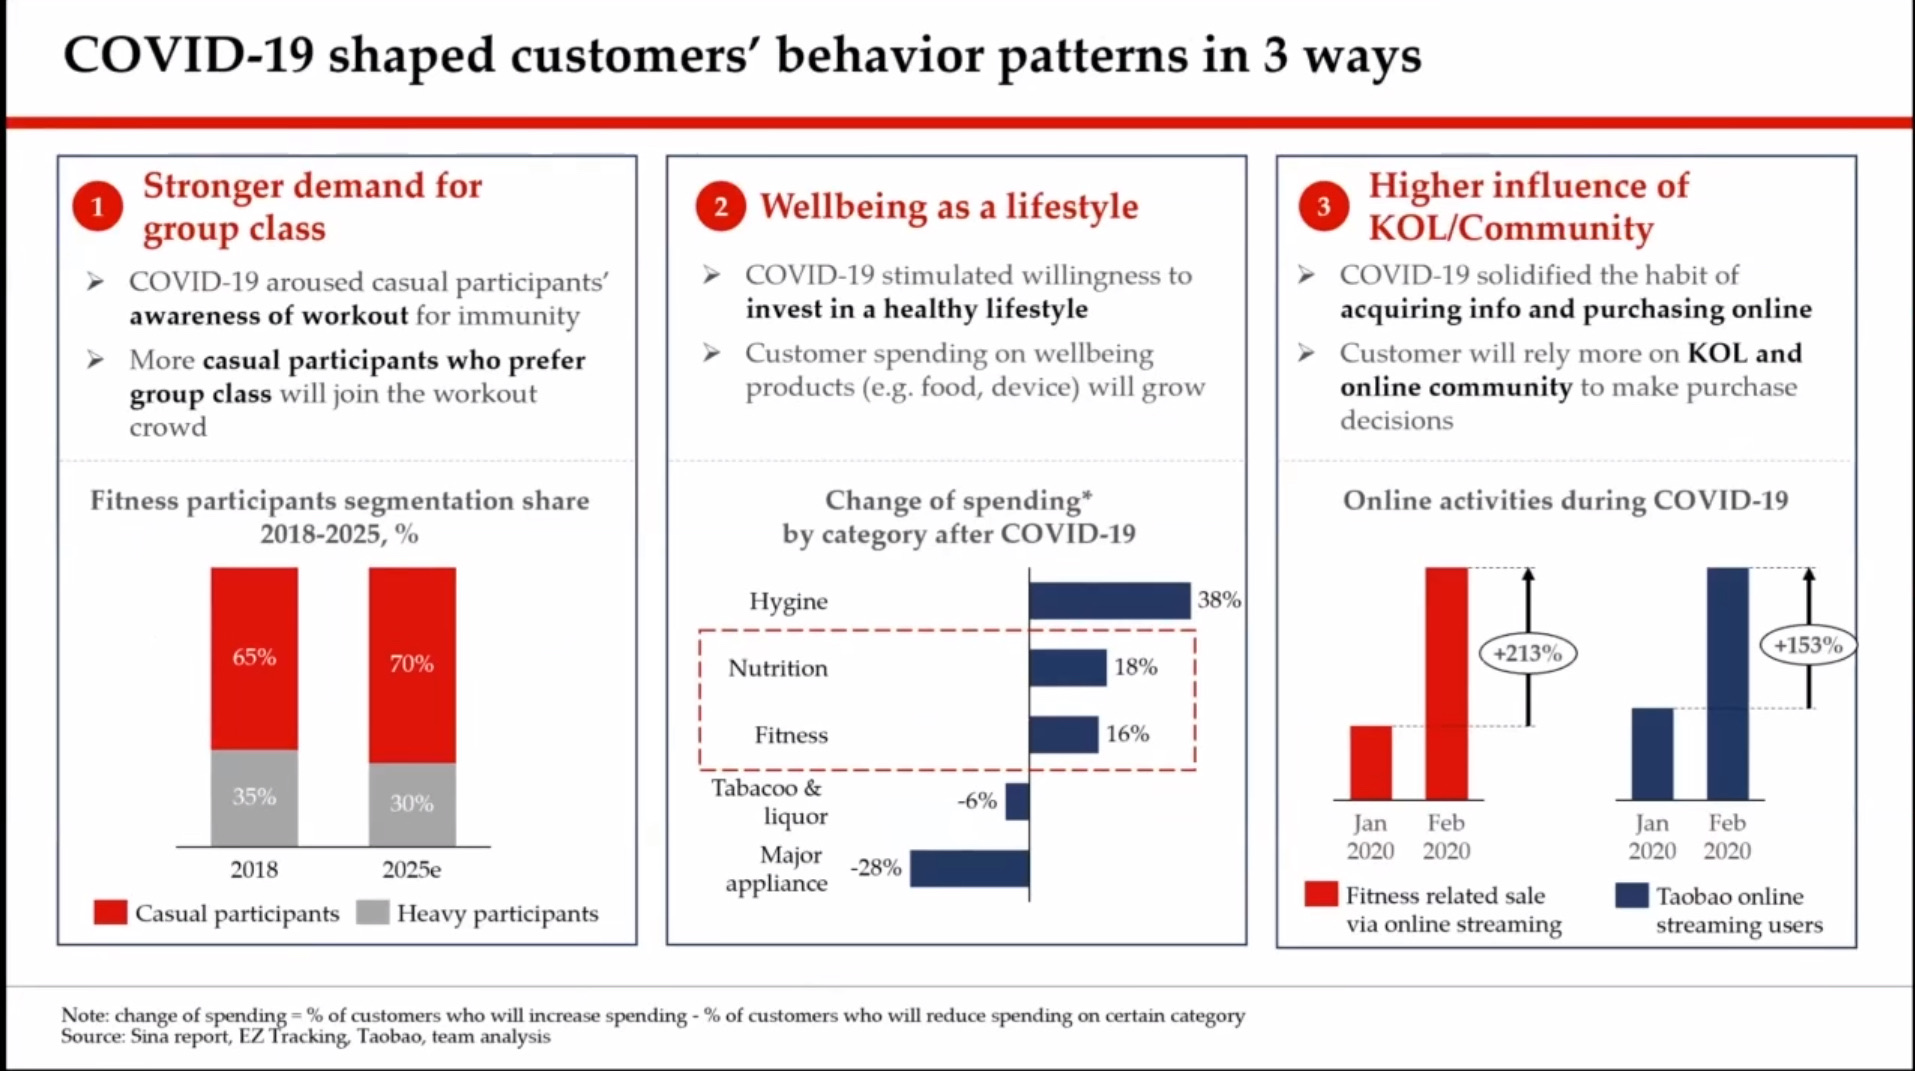 COVID-19 shaped customers' behavior patterns in 3 ways
1
Stronger demand for
group class
➢ COVID-19 aroused casual participants'
awareness of workout for immunity
➢ More casual participants who prefer
group class will join the workout
crowd
Fitness participants segmentation share
2018-2025, %
65%
70%
35%
30%
2018
2025e
Casual participants
Heavy participants
2
Wellbeing as a lifestyle
➢ COVID-19 stimulated willingness to
invest in a healthy lifestyle
➢ Customer spending on wellbeing
products (e.g. food, device) will grow
Change of spending*
by category after COVID-19
Hygine
38%
Nutrition
18%
Fitness
16%
Tabacoo &
liquor
-6%
Major
appliance
-28%
3
Higher influence of
KOL/Community
➢ COVID-19 solidified the habit of
acquiring info and purchasing online
➢ Customer will rely more on KOL and
online community to make purchase
decisions
Online activities during COVID-19
+213%
+153%
Jan
2020
Feb
2020
Jan
2020
Feb
2020
Fitness related sale
via online streaming
Taobao online
streaming users
Note: change of spending = % of customers who will increase spending - % of customers who will reduce spending on certain category
Source: Sina report, EZ Tracking, Taobao, team analysis